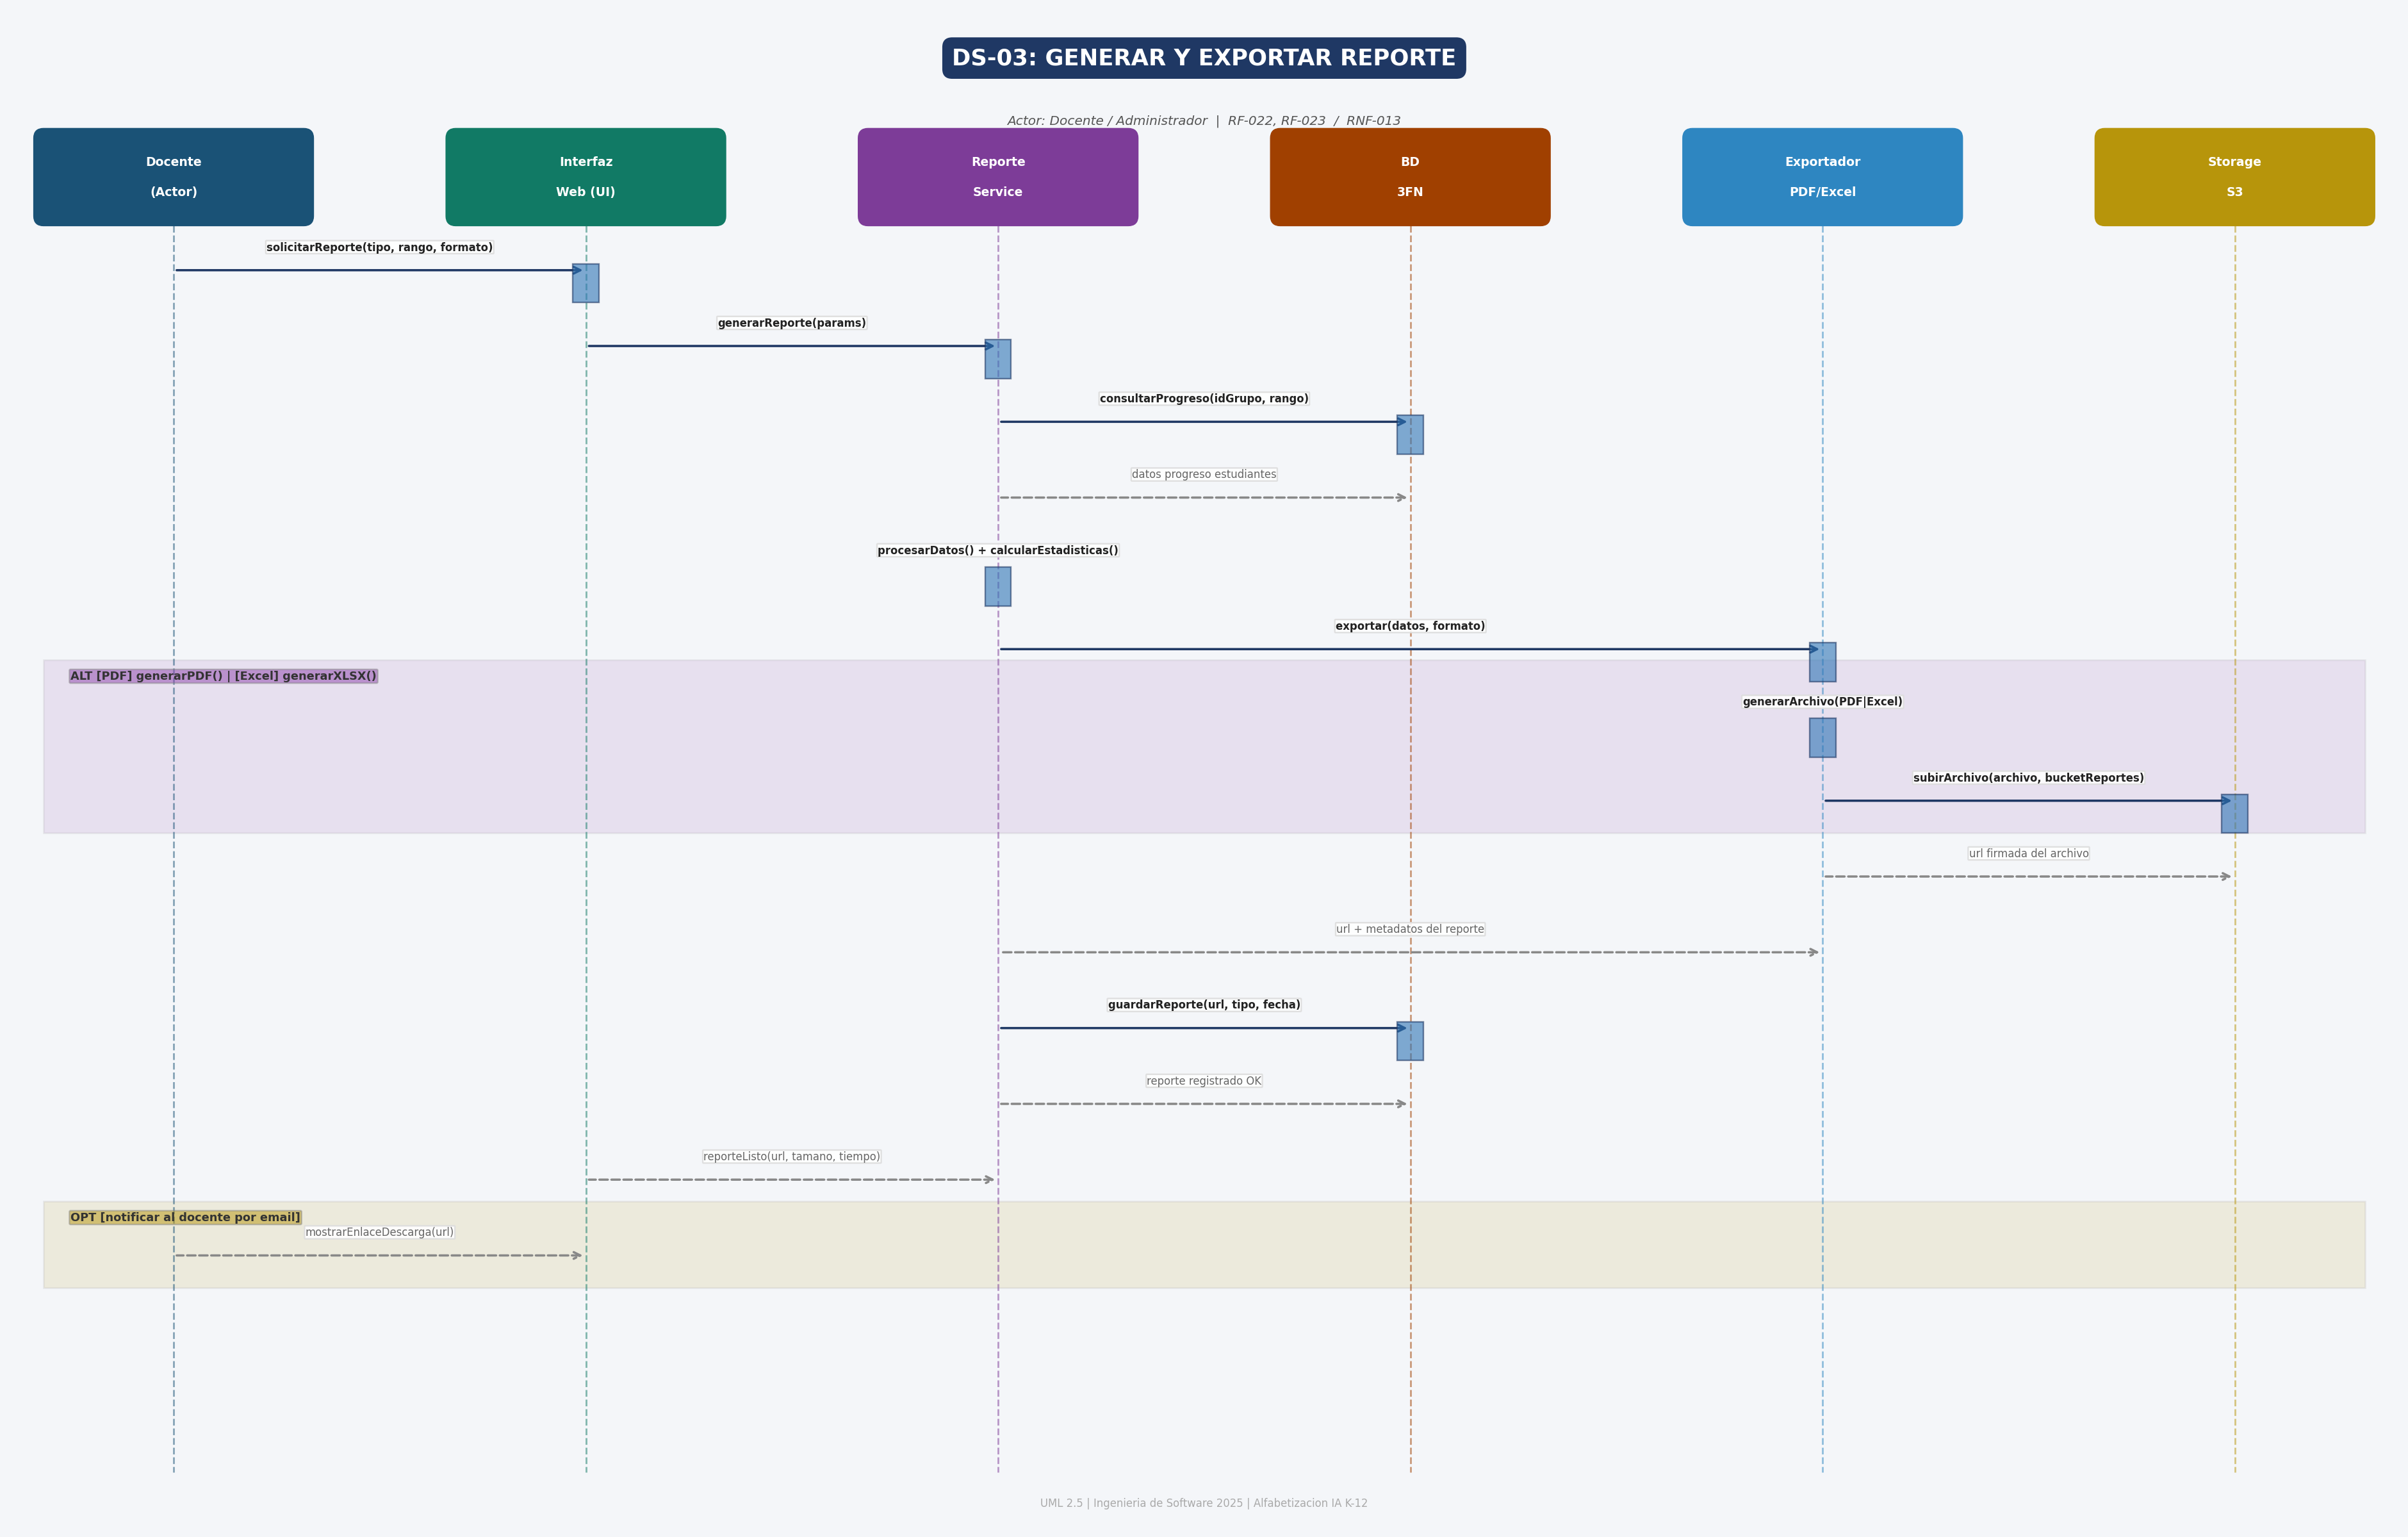 DS-03: GENERAR Y EXPORTAR REPORTE
Actor: Docente / Administrador | RF-022, RF-023 / RNF-013
Docente
(Actor)
Interfaz
Web (UI)
Reporte
Service
BD
3FN
Exportador
PDF/Excel
Storage
S3
solicitarReporte(tipo, rango, formato)
generarReporte(params)
consultarProgreso(idGrupo, rango)
datos progreso estudiantes
procesarDatos() + calcularEstadisticas()
exportar(datos, formato)
ALT [PDF] generarPDF() | [Excel] generarXLSX()
generarArchivo(PDF|Excel)
subirArchivo(archivo, bucketReportes)
url firmada del archivo
url + metadatos del reporte
guardarReporte(url, tipo, fecha)
reporte registrado OK
reporteListo(url, tamano, tiempo)
OPT [notificar al docente por email]
mostrarEnlaceDescarga(url)
UML 2.5 | Ingenieria de Software 2025 | Alfabetizacion IA K-12